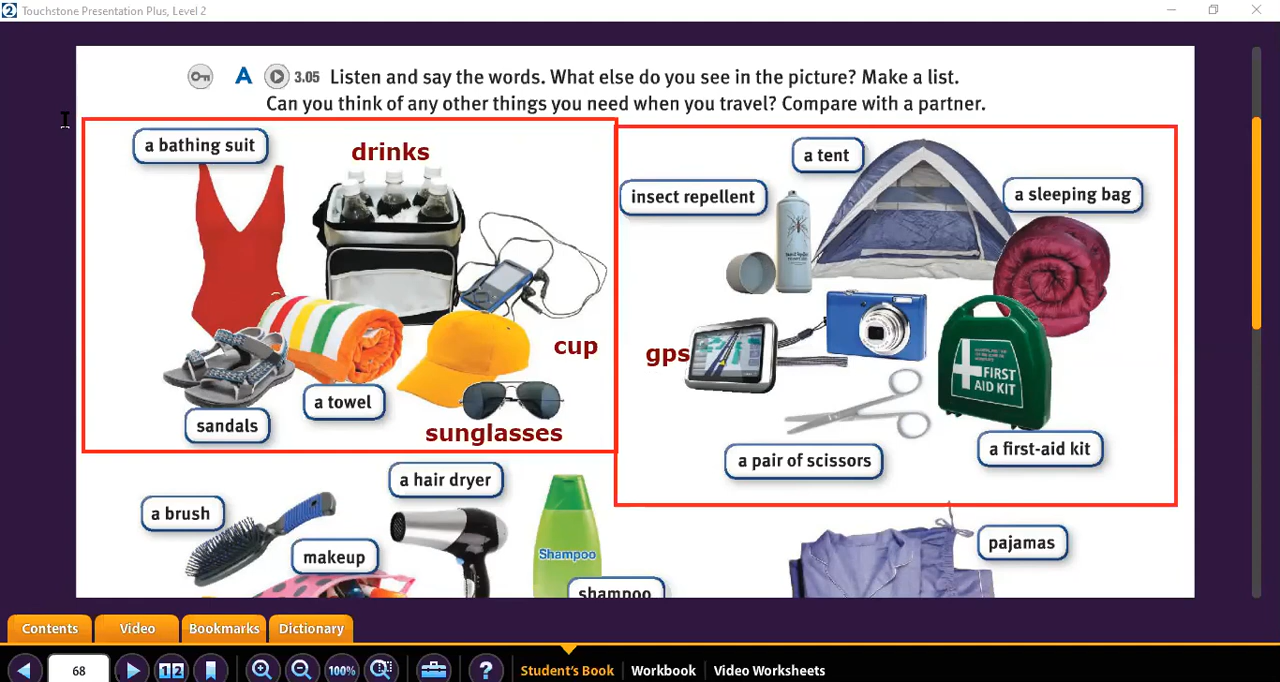 Touchstone Presentation Plus, Level 2
A 3.05 Listen and say the words. What else do you see in the picture? Make a list.
Can you think of any other things you need when you travel? Compare with a partner.
a bathing suit
drinks
cup
a towel
sandals
sunglasses
a tent
insect repellent
a sleeping bag
gps
FIRST
AID KIT
a pair of scissors
a first-aid kit
a hair dryer
a brush
makeup
Shampoo
shampoo
pajamas
Contents
Video
Bookmarks
Dictionary
68
1 2
100%
?
Student's Book
Workbook
Video Worksheets